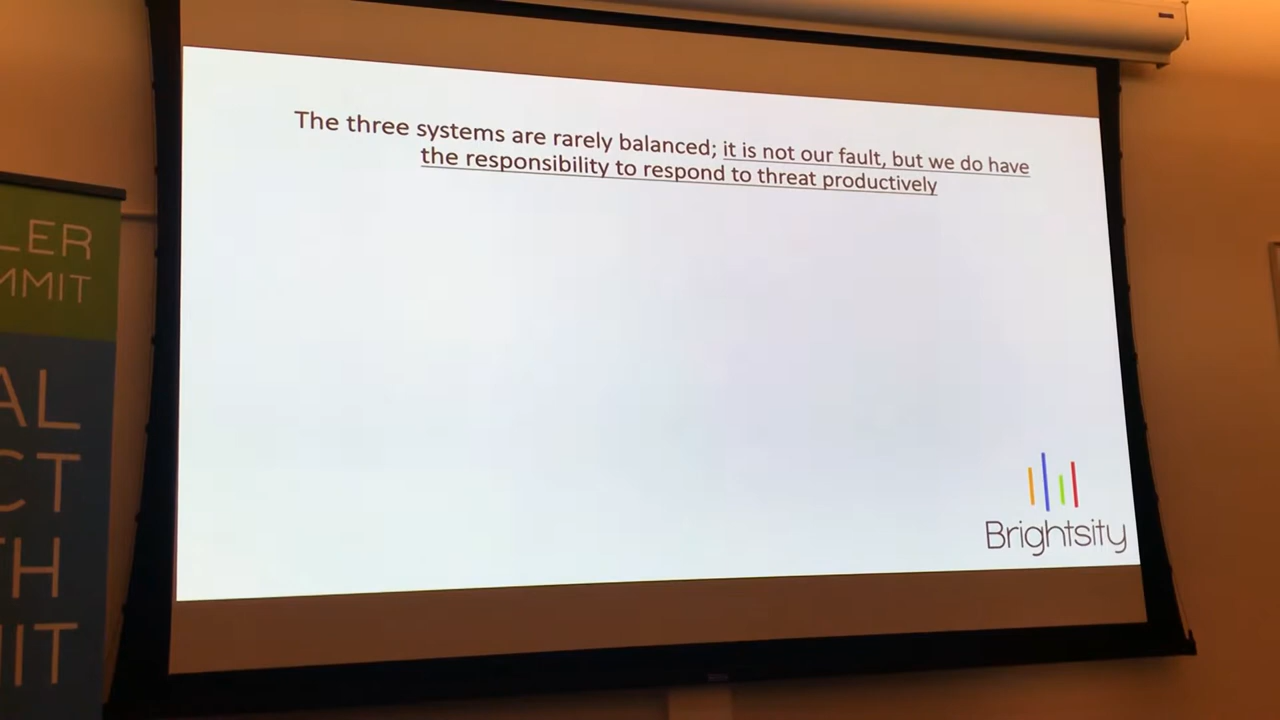 The three systems are rarely balanced; it is not our fault, but we do have
the responsibility to respond to threat productively
Brightsity
LER
MMIT
AL
CT
TH
IT